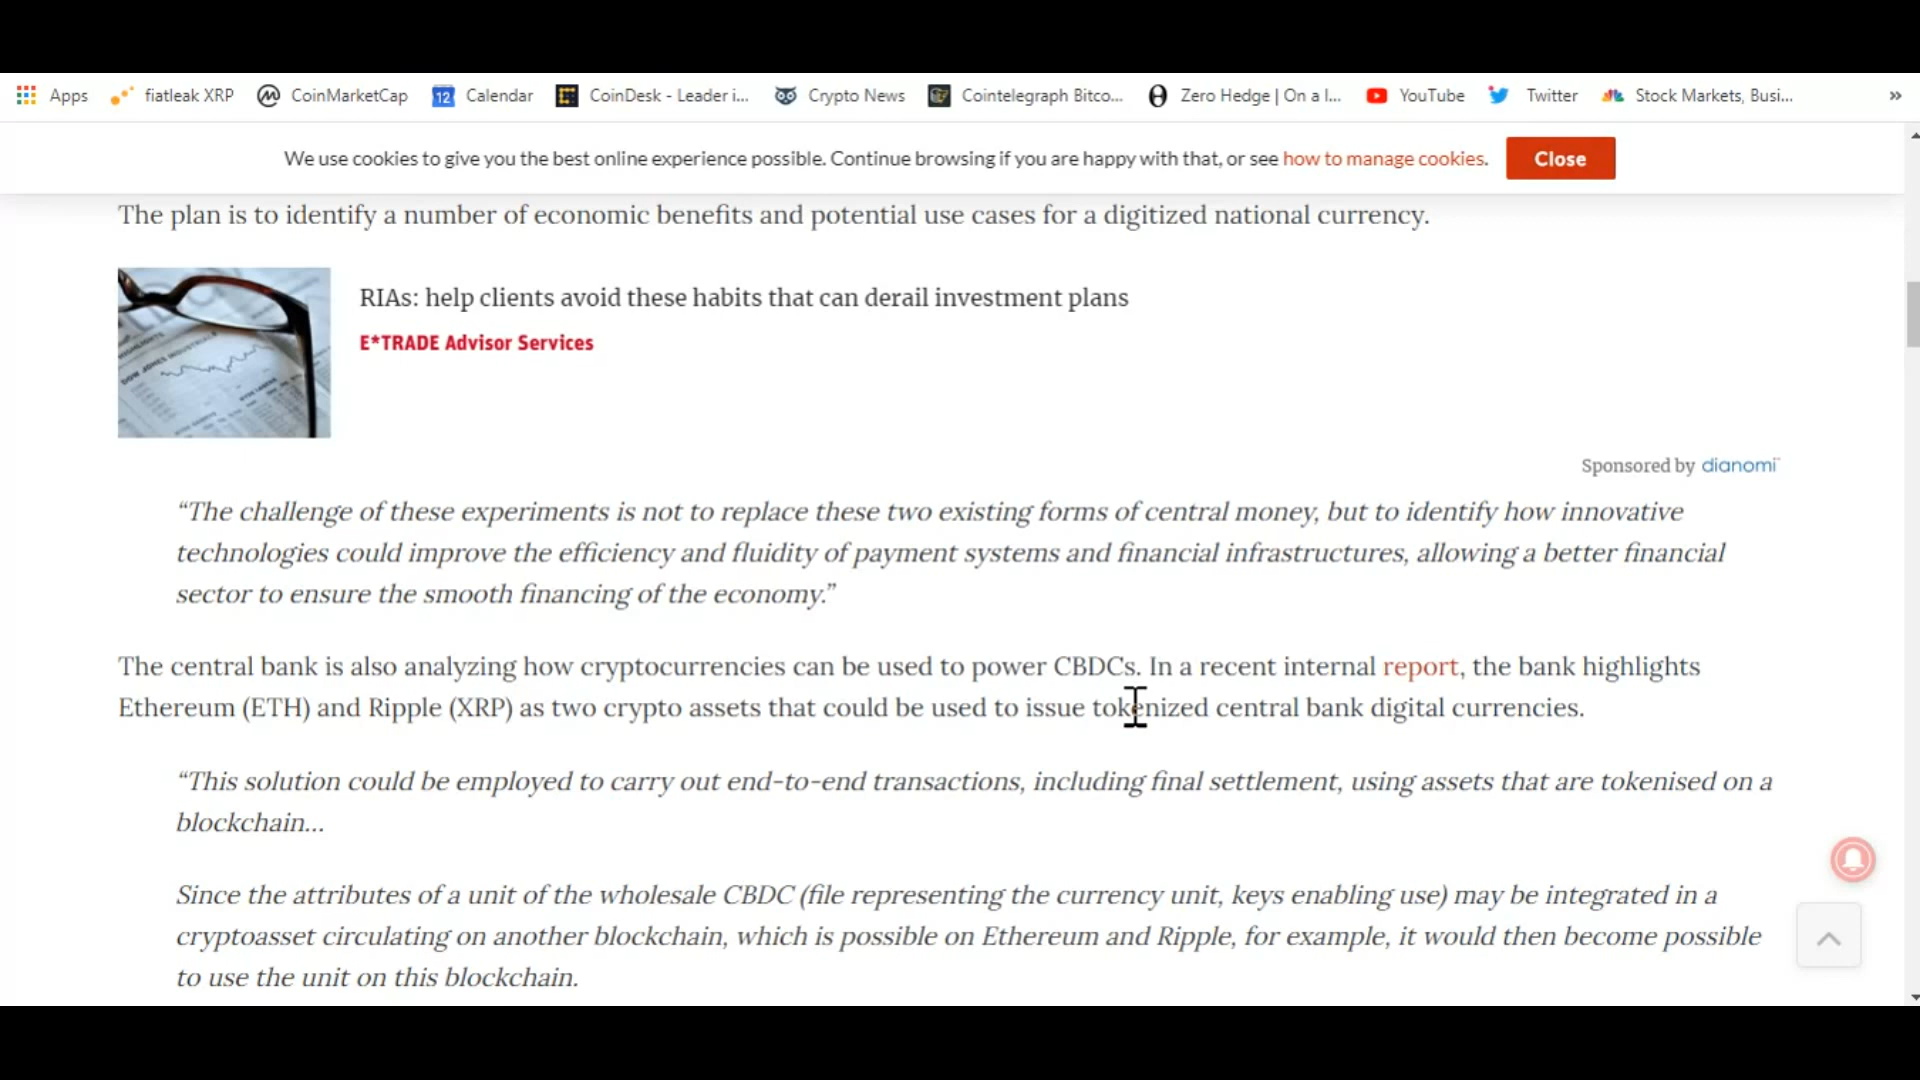 Apps fiatleak XRP CoinMarketCap 12 Calendar CoinDesk - Leader i... Crypto News Cointelegraph Bitco... Zero Hedge | On a l... YouTube Twitter Stock Markets, Busi... »
We use cookies to give you the best online experience possible. Continue browsing if you are happy with that, or see how to manage cookies. Close
The plan is to identify a number of economic benefits and potential use cases for a digitized national currency.
RIAs: help clients avoid these habits that can derail investment plans
E*TRADE Advisor Services
DOW JONES INDUSTRIALS
Sponsored by dianomi
“The challenge of these experiments is not to replace these two existing forms of central money, but to identify how innovative
technologies could improve the efficiency and fluidity of payment systems and financial infrastructures, allowing a better financial
sector to ensure the smooth financing of the economy.”
The central bank is also analyzing how cryptocurrencies can be used to power CBDCs. In a recent internal report, the bank highlights
Ethereum (ETH) and Ripple (XRP) as two crypto assets that could be used to issue tokenized central bank digital currencies.
“This solution could be employed to carry out end-to-end transactions, including final settlement, using assets that are tokenised on a
blockchain…
Since the attributes of a unit of the wholesale CBDC (file representing the currency unit, keys enabling use) may be integrated in a
cryptoasset circulating on another blockchain, which is possible on Ethereum and Ripple, for example, it would then become possible
to use the unit on this blockchain.